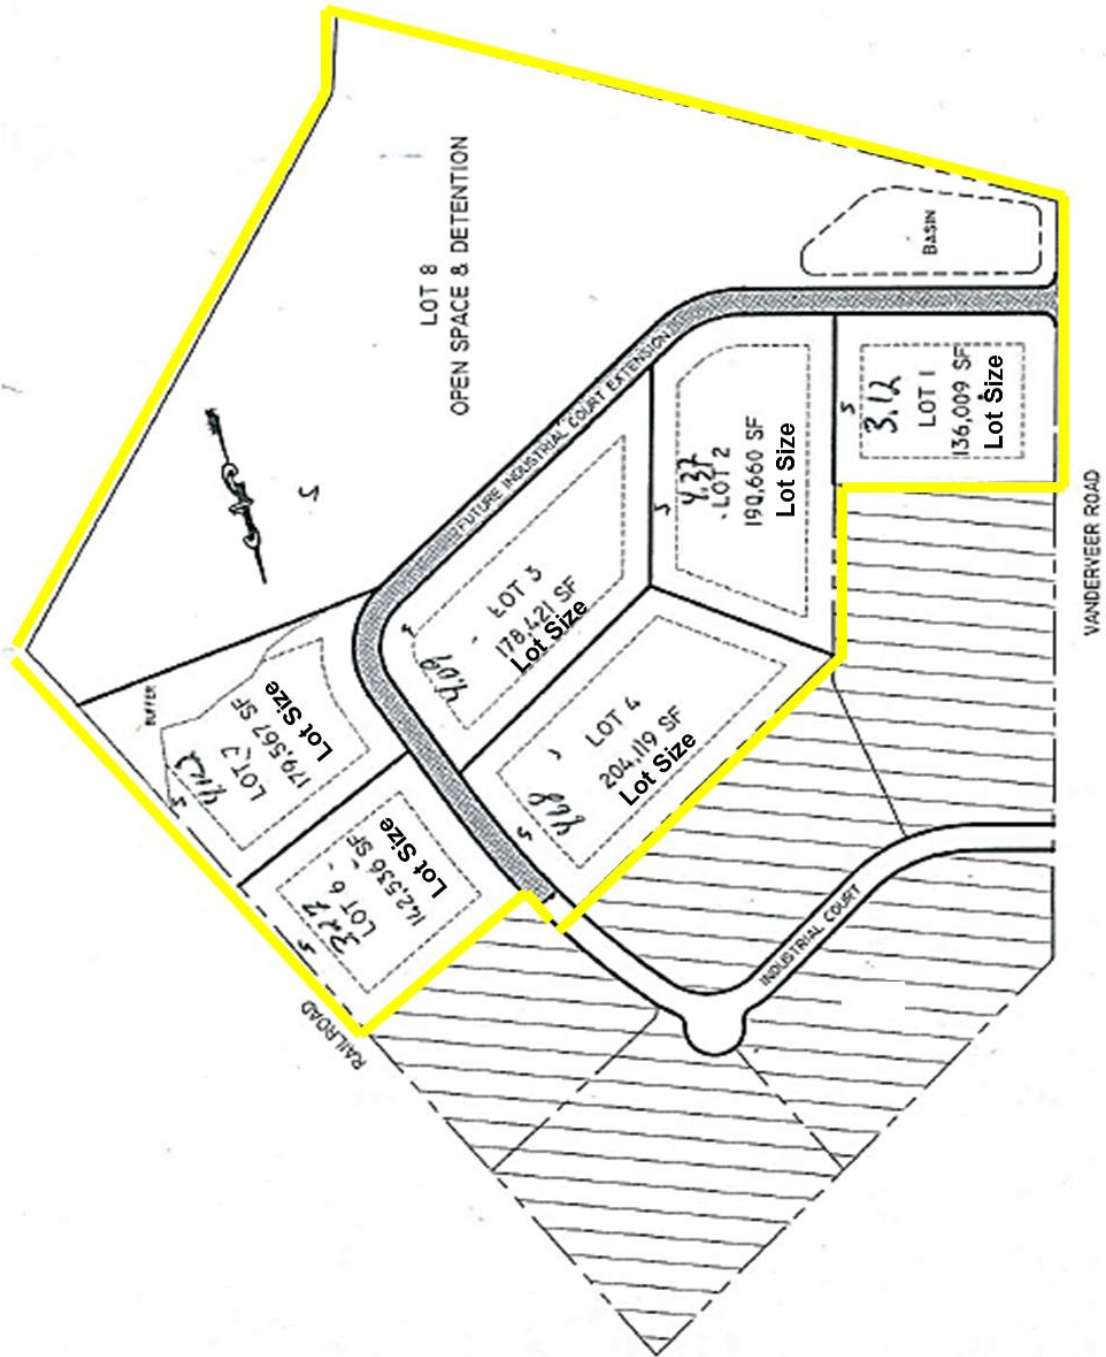 LOT 8
OPEN SPACE & DETENTION
BASIN
FUTURE INDUSTRIAL COURT EXTENSION
3.12
LOT 1
136,009 SF
Lot Size
4.37
LOT 2
190,660 SF
Lot Size
VANDERVEER ROAD
LOT 3
178,421 SF
Lot Size
4.09
LOT 4
204,119 SF
Lot Size
4.68
BUFFER
Lot Size
179,567 SF
LOT 7
4.12
Lot Size
142,536 SF
LOT 6
3.27
S
S
S
S
S
S
RAILROAD
INDUSTRIAL COURT